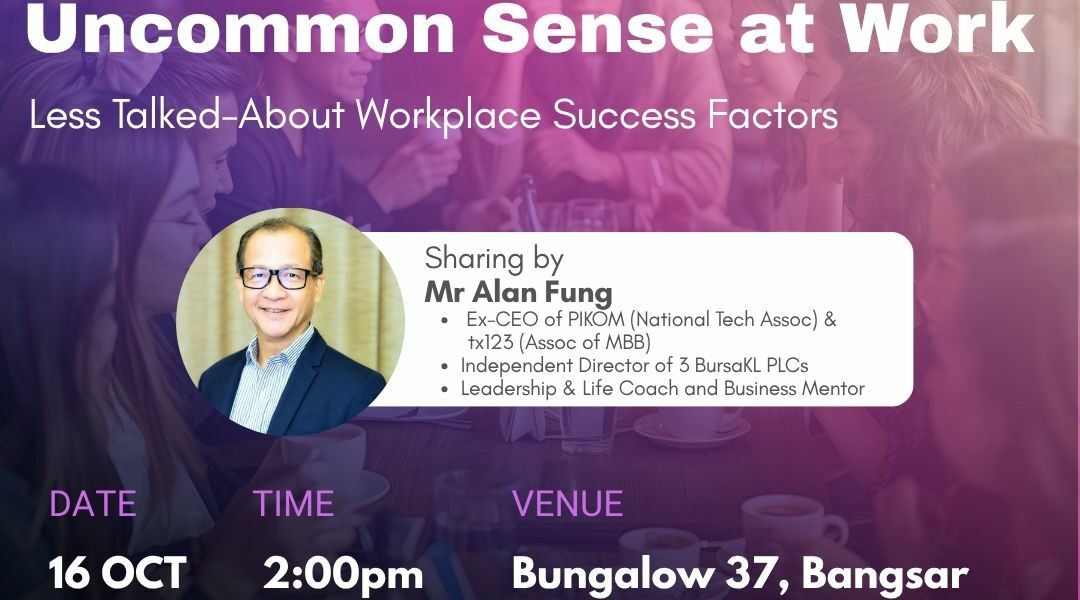 Uncommon Sense at Work
Less Talked-About Workplace Success Factors
Sharing by
Mr Alan Fung
• Ex-CEO of PIKOM (National Tech Assoc) &
tx123 (Assoc of MBB)
• Independent Director of 3 BursaKL PLCs
• Leadership & Life Coach and Business Mentor
DATE TIME VENUE
16 OCT 2:00pm Bungalow 37, Bangsar